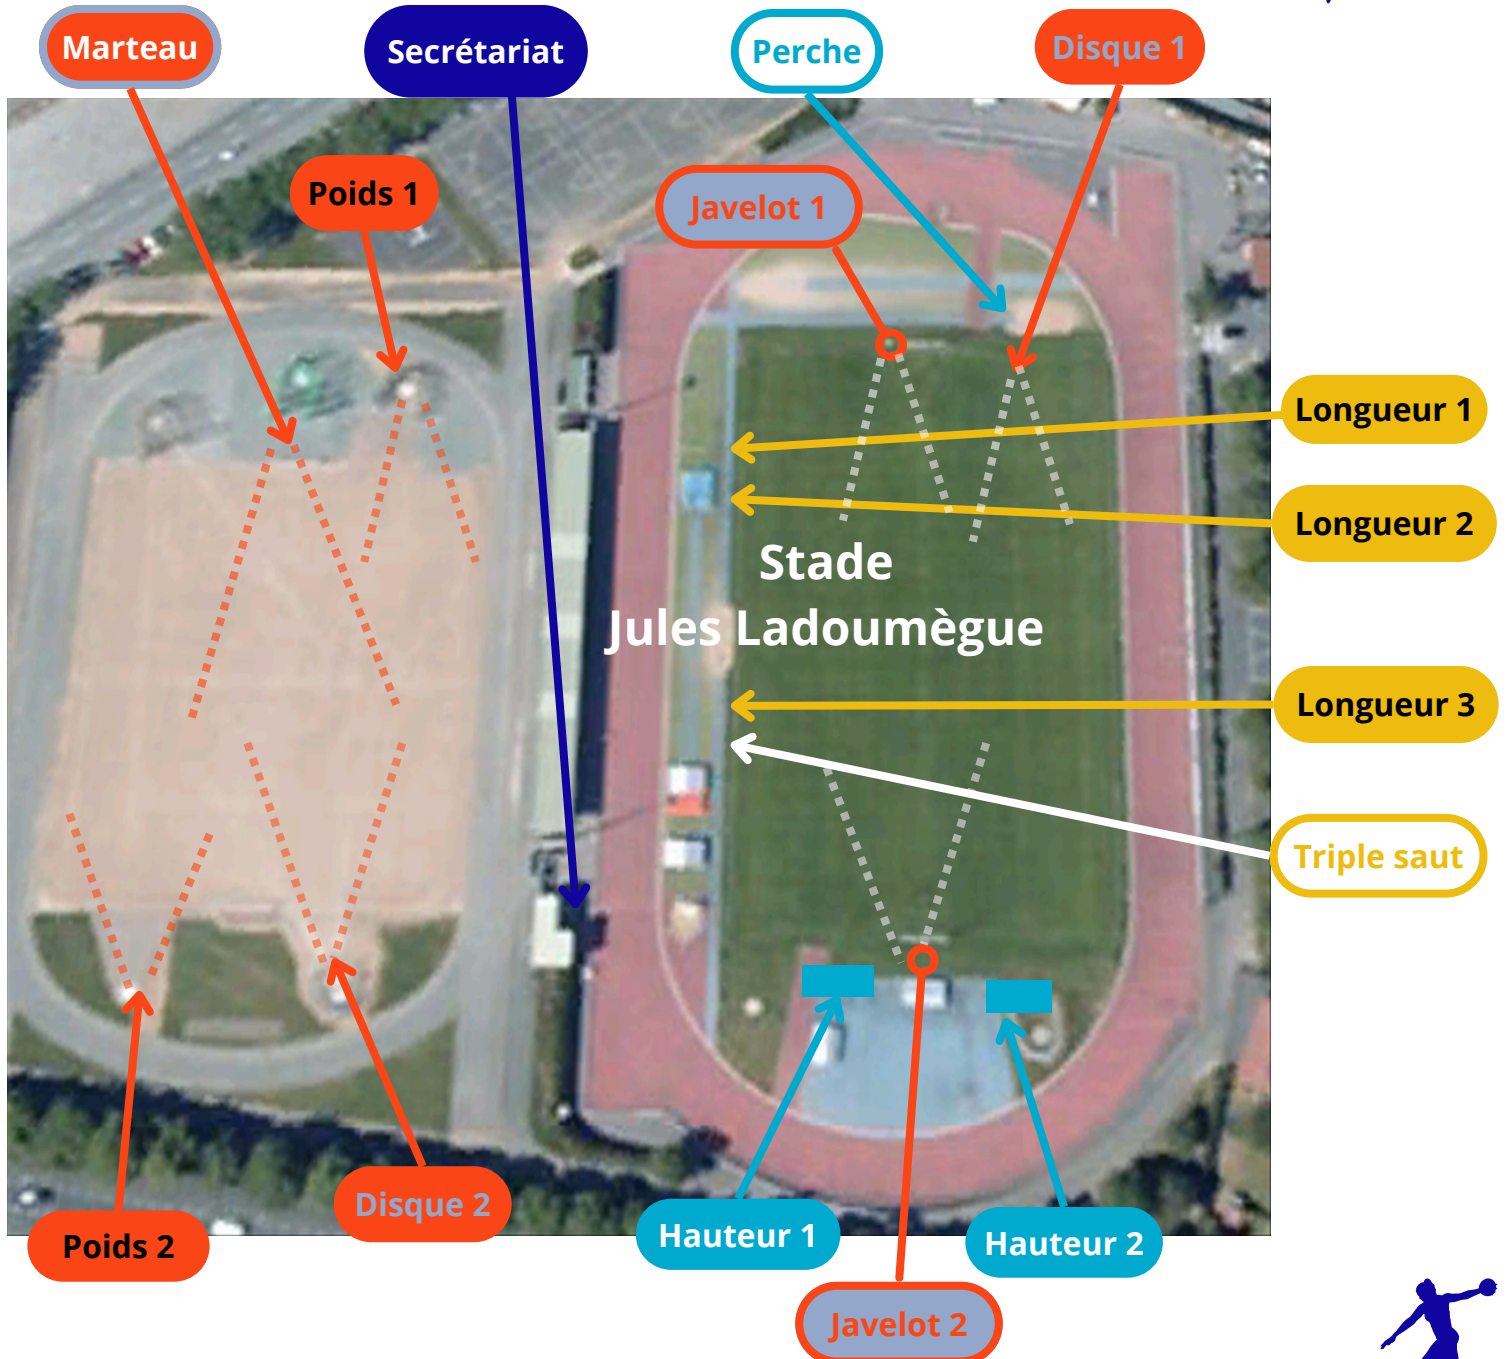 Marteau
Secrétariat
Perche
Disque 1
Poids 1
Javelot 1
Longueur 1
Longueur 2
Stade
Jules Ladoumègue
Longueur 3
Triple saut
Disque 2
Poids 2
Hauteur 1
Hauteur 2
Javelot 2